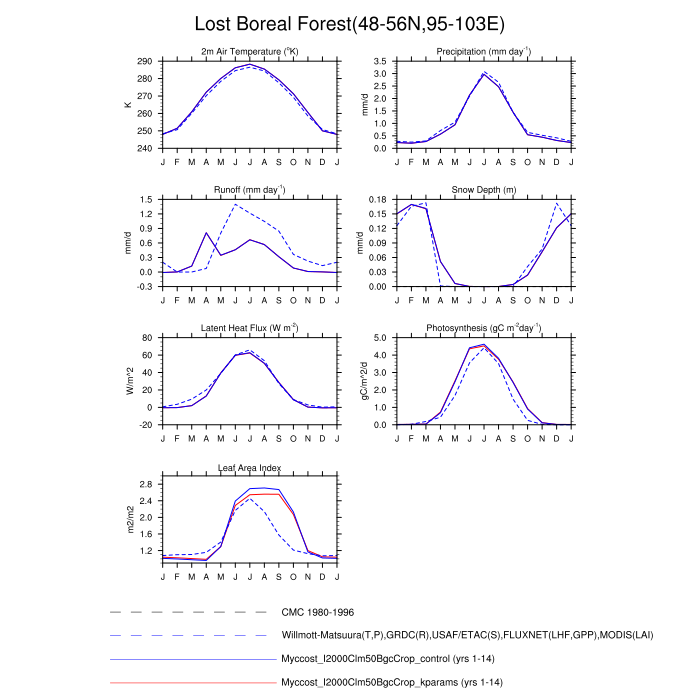 Lost Boreal Forest(48-56N,95-103E)
2m Air Temperature (°K)
K
290
280
270
260
250
240
J F M A M J J A S O N D J
Precipitation (mm day⁻¹)
mm/d
3.5
3.0
2.5
2.0
1.5
1.0
0.5
0.0
J F M A M J J A S O N D J
Runoff (mm day⁻¹)
mm/d
1.5
1.2
0.9
0.6
0.3
0.0
-0.3
J F M A M J J A S O N D J
Snow Depth (m)
mm/d
0.18
0.15
0.12
0.09
0.06
0.03
0.00
J F M A M J J A S O N D J
Latent Heat Flux (W m⁻²)
W/m^2
80
60
40
20
0
-20
J F M A M J J A S O N D J
Photosynthesis (gC m⁻²day⁻¹)
gC/m^2/d
5.0
4.0
3.0
2.0
1.0
0.0
J F M A M J J A S O N D J
Leaf Area Index
m2/m2
2.8
2.4
2.0
1.6
1.2
J F M A M J J A S O N D J
CMC 1980-1996
Willmott-Matsuura(T,P),GRDC(R),USAF/ETAC(S),FLUXNET(LHF,GPP),MODIS(LAI)
Myccost_I2000Clm50BgcCrop_control (yrs 1-14)
Myccost_I2000Clm50BgcCrop_kparams (yrs 1-14)